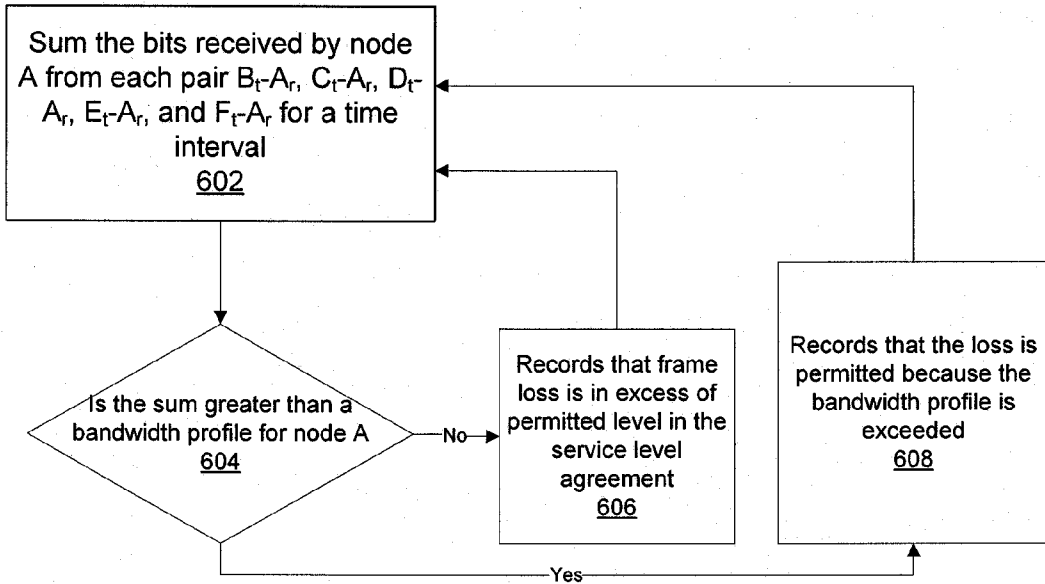 Sum the bits received by node
A from each pair Bt-Ar, Ct-Ar, Dt-
Ar, Et-Ar, and Ft-Ar for a time
interval
602
Is the sum greater than a
bandwidth profile for node A
604
No
Records that frame
loss is in excess of
permitted level in the
service level
agreement
606
Records that the loss is
permitted because the
bandwidth profile is
exceeded
608
Yes